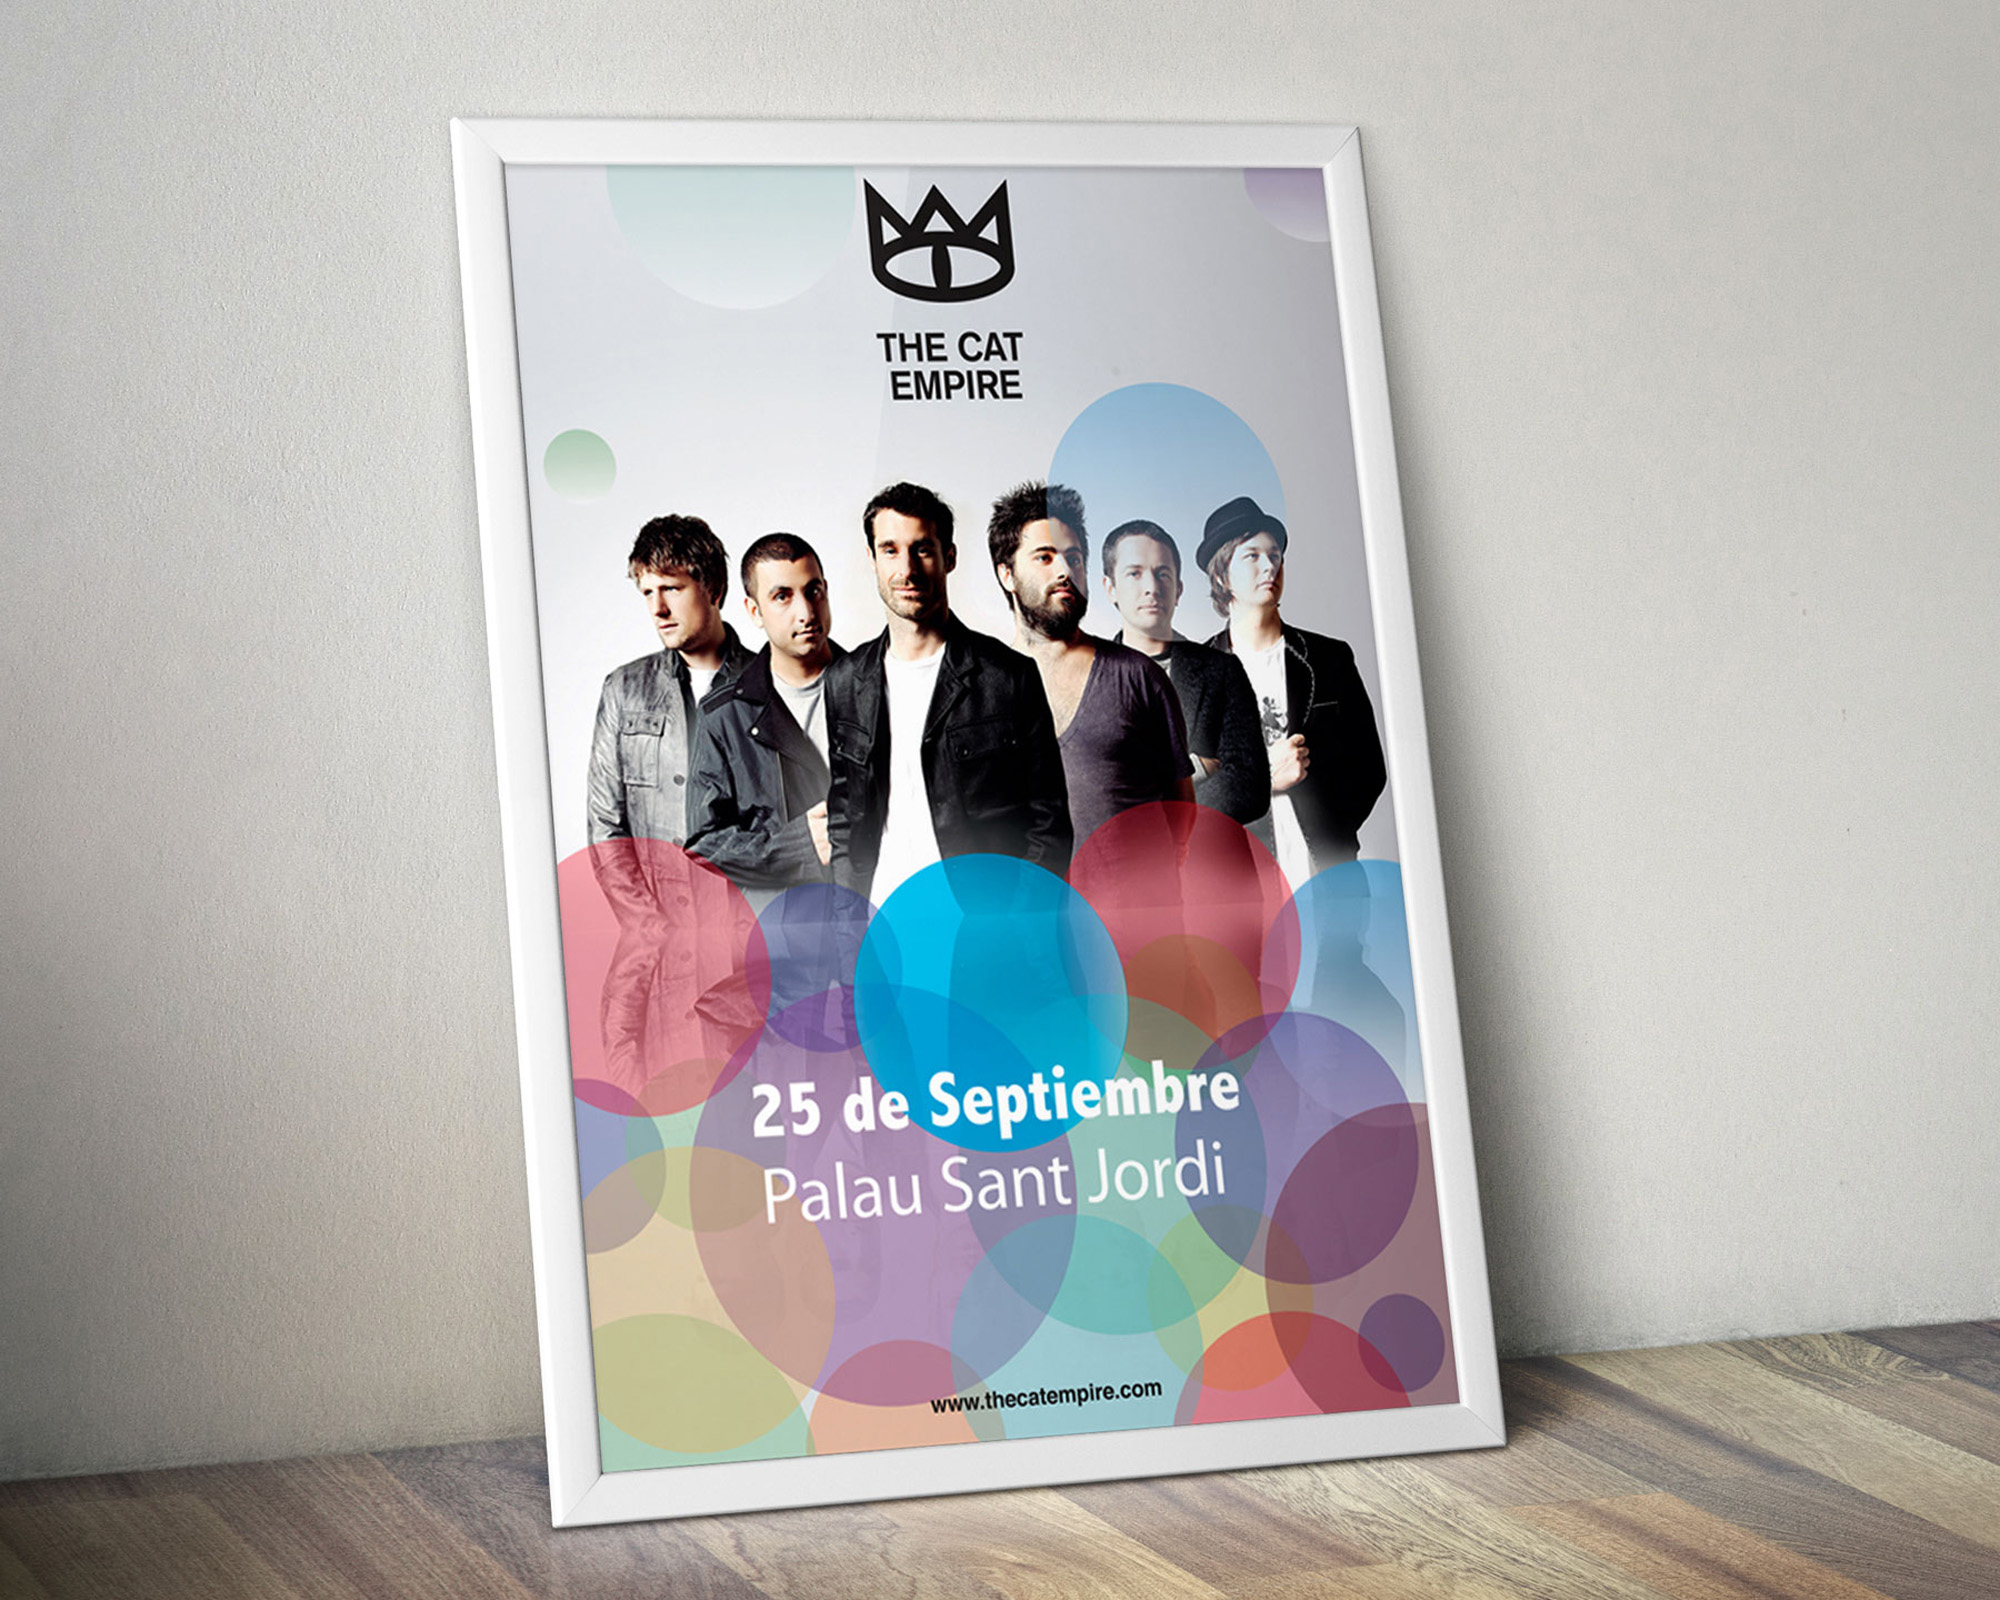 THE CAT
EMPIRE
25 de Septiembre
Palau Sant Jordi
www.thecatempire.com